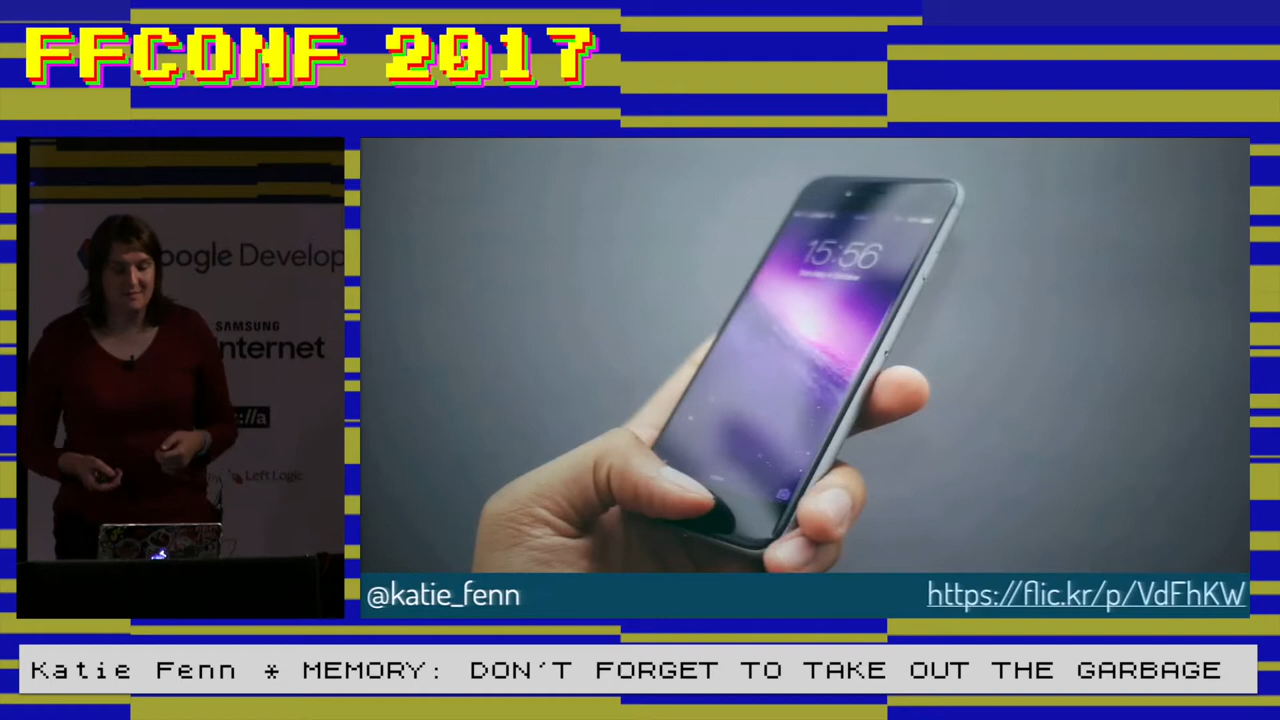 FFCONF 2017
oogle Develop
SAMSUNG
nternet
://a
Left Logic
15:56
@katie_fenn
https://flic.kr/p/VdFhKW
Katie Fenn * MEMORY: DON'T FORGET TO TAKE OUT THE GARBAGE